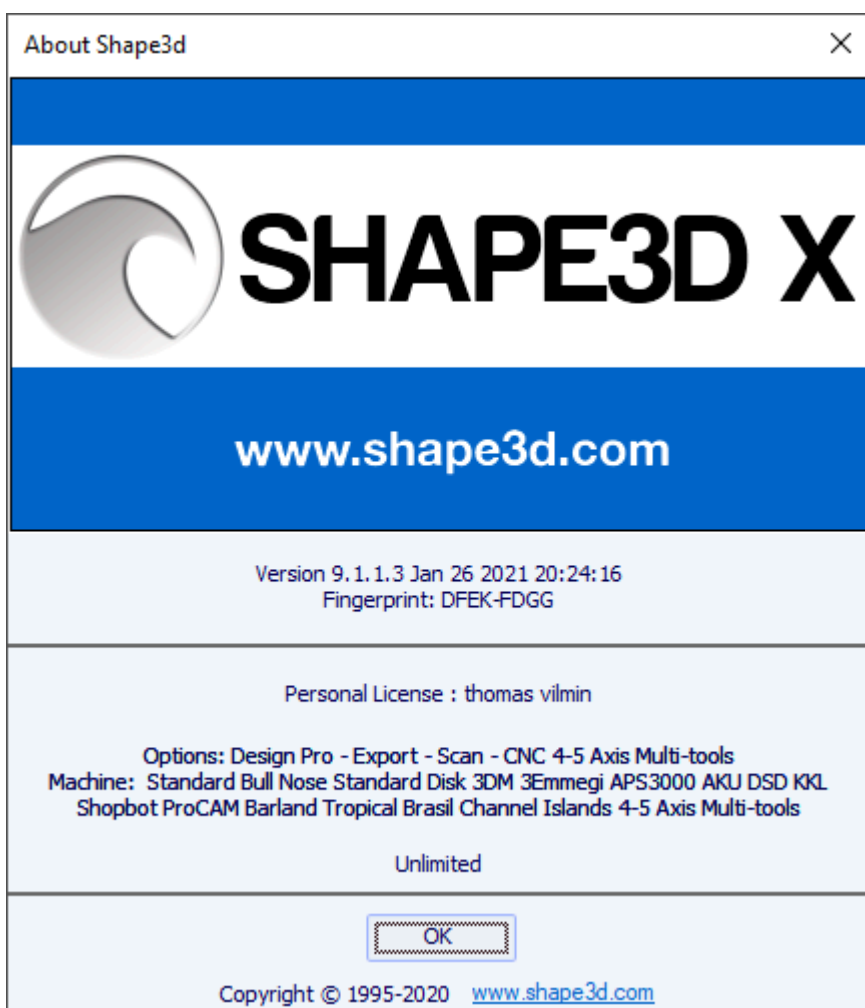 About Shape3d
SHAPE3D X
www.shape3d.com
Version 9.1.1.3 Jan 26 2021 20:24:16
Fingerprint: DFEK-FDGG
Personal License : thomas vilmin
Options: Design Pro - Export - Scan - CNC 4-5 Axis Multi-tools
Machine:  Standard Bull Nose Standard Disk 3DM 3Emmegi APS3000 AKU DSD KKL
Shopbot ProCAM Barland Tropical Brasil Channel Islands 4-5 Axis Multi-tools
Unlimited
OK
Copyright © 1995-2020 www.shape3d.com